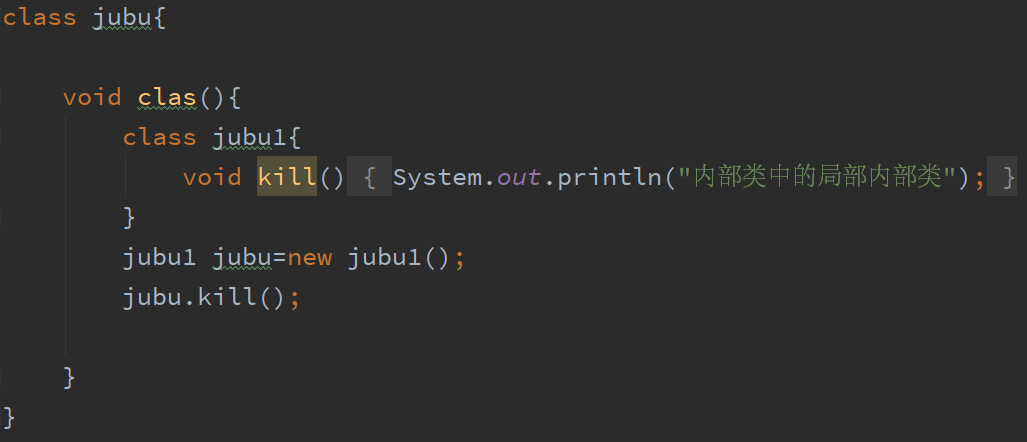 class jubu{
void clas(){
class jubu1{
void kill() { System.out.println("内部类中的局部内部类"); }
}
jubu1 jubu=new jubu1();
jubu.kill();
}
}